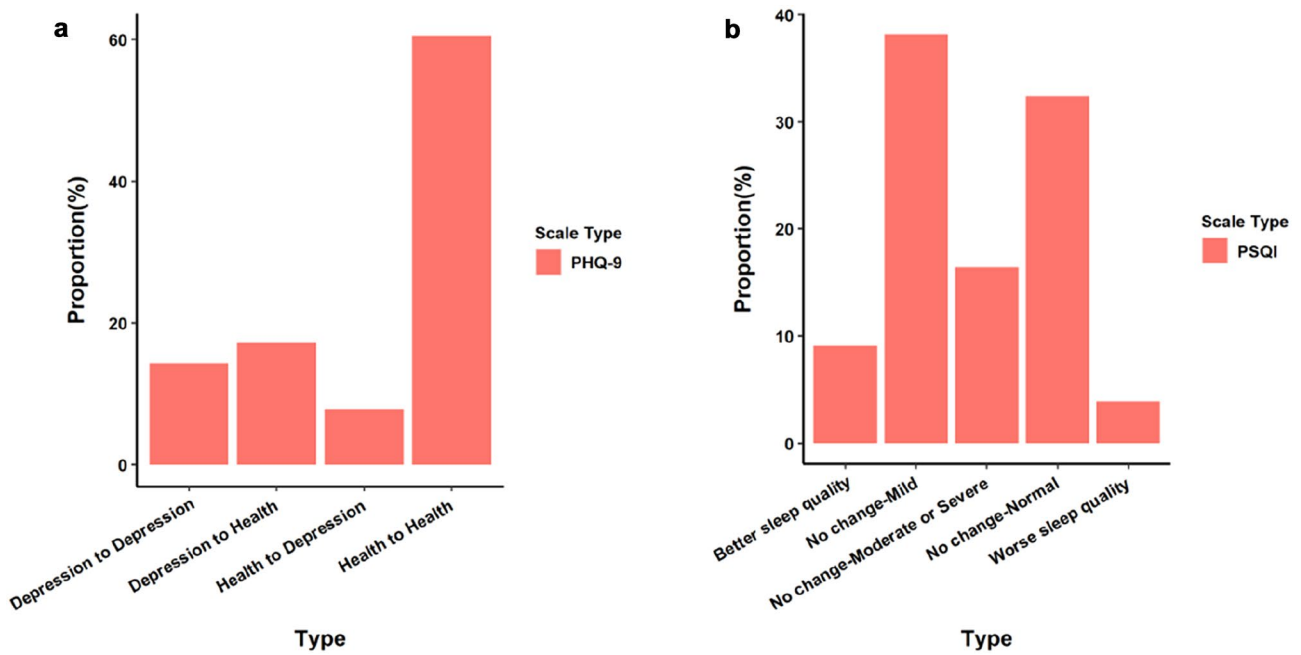 a
60
40
20
0
Proportion(%)
Depression to Depression
Depression to Health
Health to Depression
Health to Health
Type
Scale Type
PHQ-9
b
40
30
20
10
0
Proportion(%)
Better sleep quality
No change-Mild
No change-Moderate or Severe
No change-Normal
Worse sleep quality
Type
Scale Type
PSQI